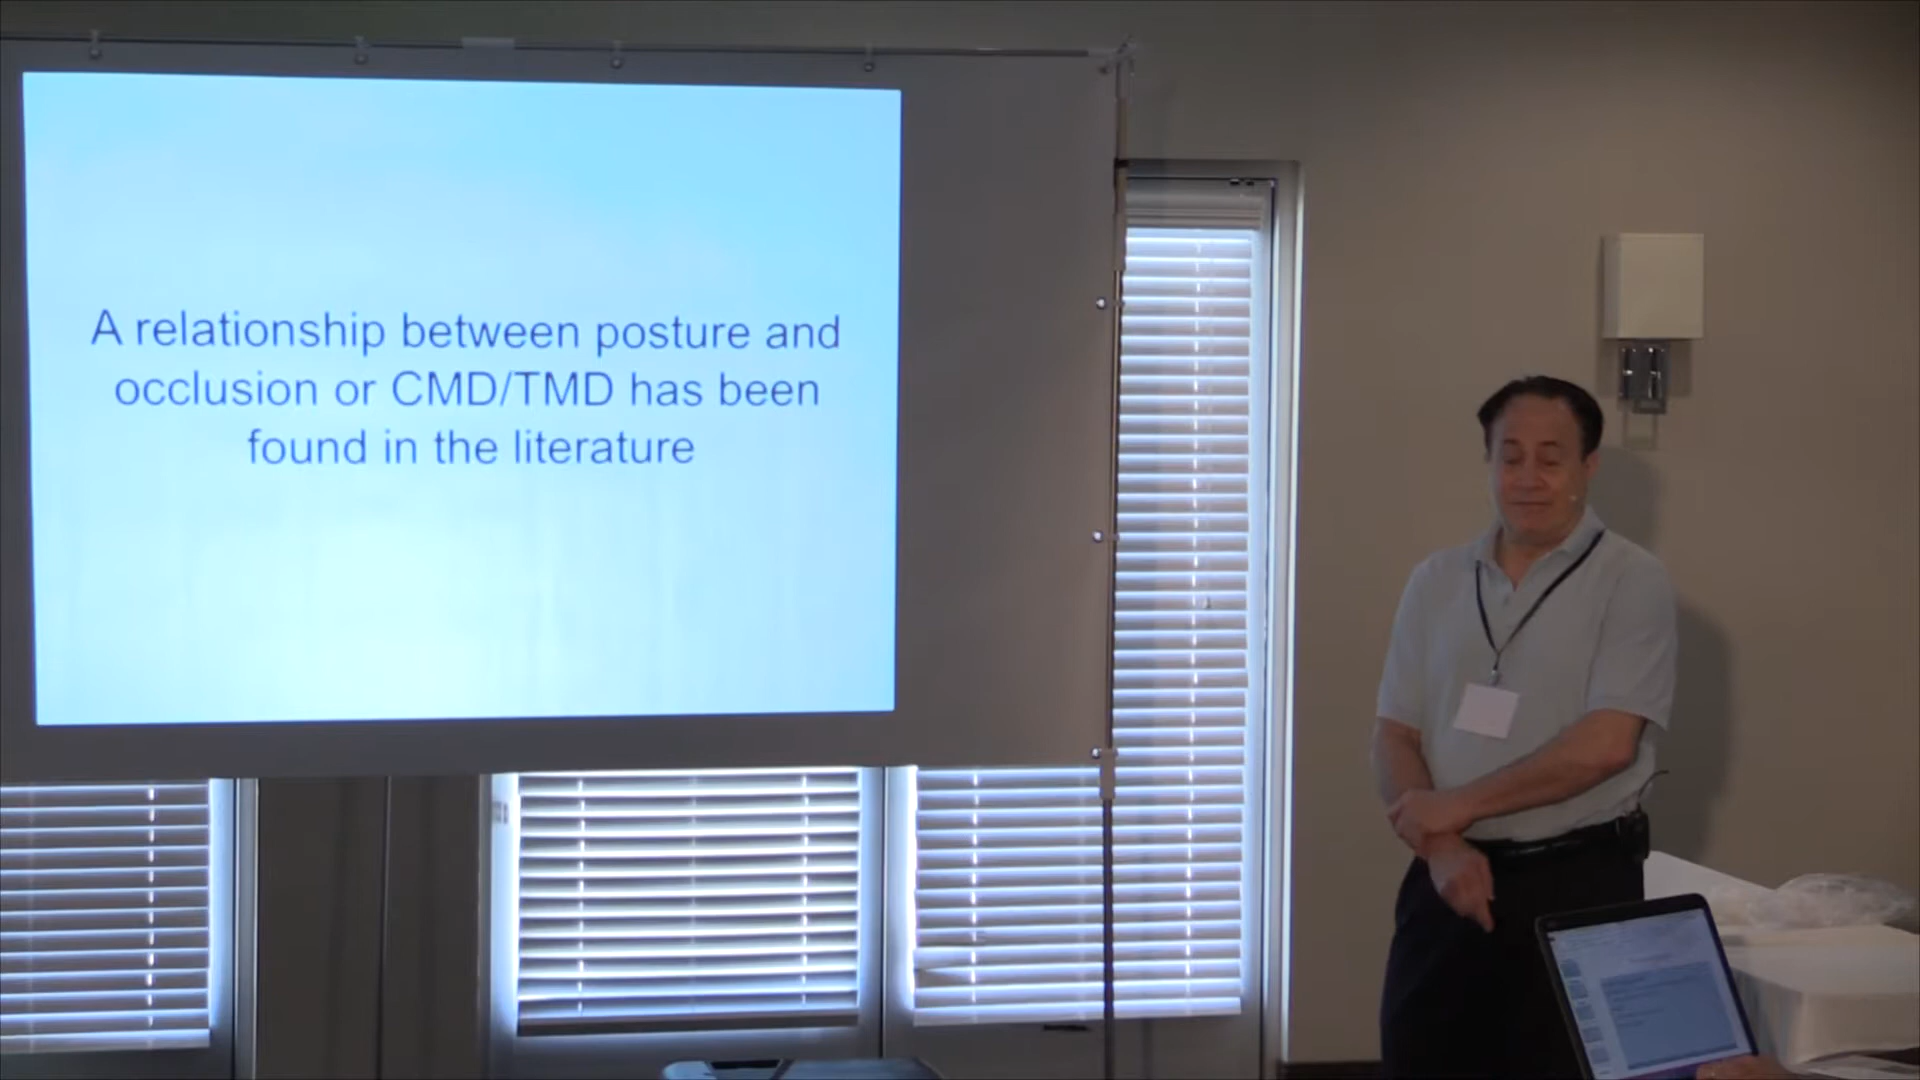 A relationship between posture and
occlusion or CMD/TMD has been
found in the literature